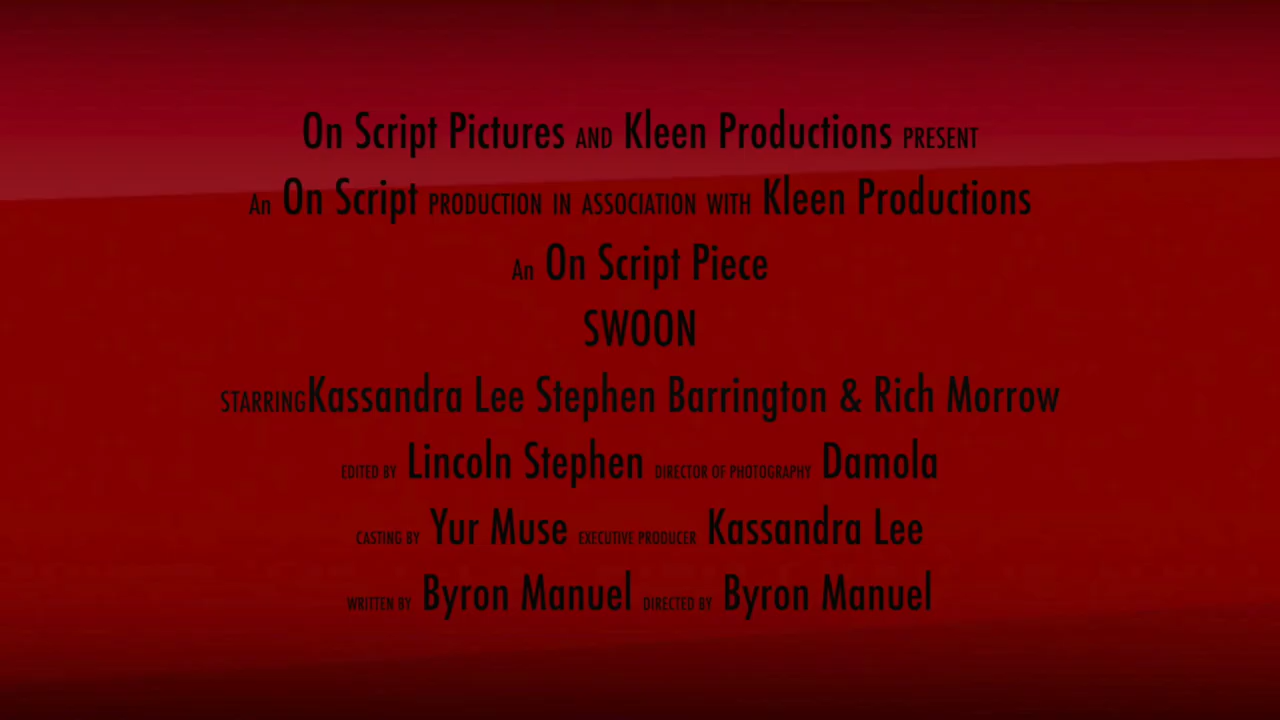 On Script Pictures AND Kleen Productions PRESENT
An On Script PRODUCTION IN ASSOCIATION WITH Kleen Productions
An On Script Piece
SWOON
STARRING Kassandra Lee Stephen Barrington & Rich Morrow
EDITED BY Lincoln Stephen DIRECTOR OF PHOTOGRAPHY Damola
CASTING BY Yur Muse EXECUTIVE PRODUCER Kassandra Lee
WRITTEN BY Byron Manuel DIRECTED BY Byron Manuel